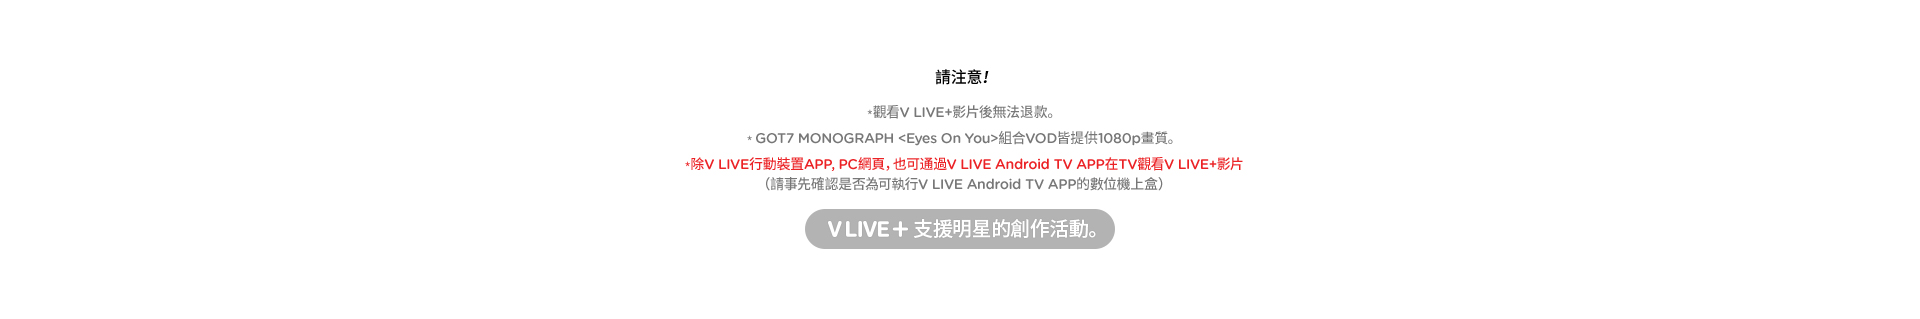 請注意!
*觀看V LIVE+影片後無法退款。
* GOT7 MONOGRAPH <Eyes On You>組合VOD皆提供1080p畫質。
*除V LIVE行動裝置APP, PC網頁，也可通過V LIVE Android TV APP在TV觀看V LIVE+影片
（請事先確認是否為可執行V LIVE Android TV APP的數位機上盒）
V LIVE+ 支援明星的創作活動。